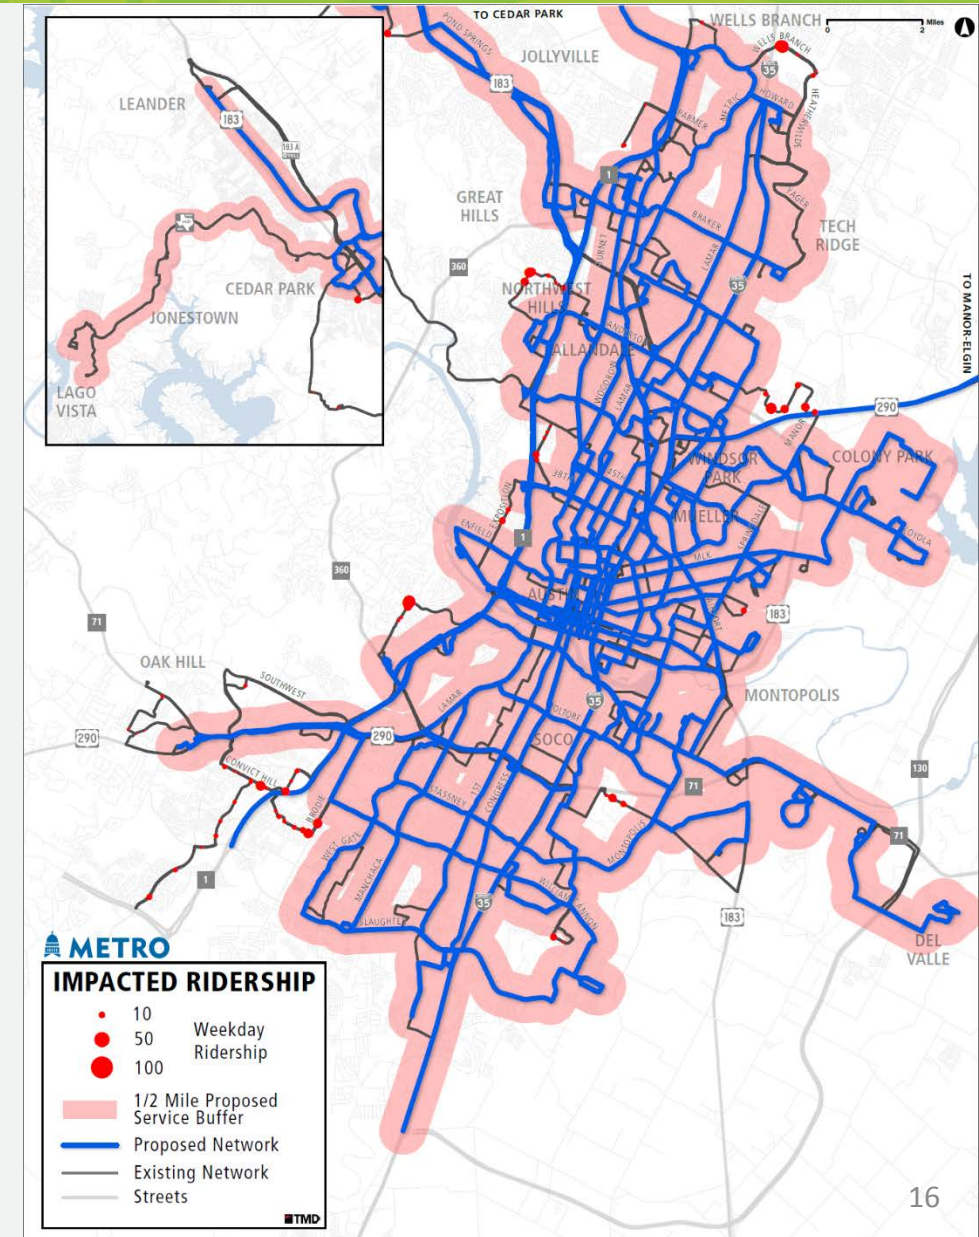 TO CEDAR PARK
WELLS BRANCH
Miles
0
2
POND SPRINGS
JOLLYVILLE
WELLS BRANCH
35
183
HOWARD
HEATHERWILDE
METRIC
PARMER
LEANDER
183
183 A
1
YAGER
GREAT
HILLS
BRAKER
TECH
RIDGE
BURNET
LAMAR
360
35
CEDAR PARK
JONESTOWN
NORTHWEST
HILLS
TO MANOR-ELGIN
ANDERSON
ALLANDALE
LAGO
VISTA
WOODROW
LAMAR
290
MANOR
COLONY PARK
WINDSOR
PARK
38TH
45TH
EXPOSITION
MUELLER
SPRINGDALE
LOYOLA
ENFIELD
1
MLK
360
AUSTIN
AIRPORT
183
71
OAK HILL
SOUTHWEST
MONTOPOLIS
LAMAR
35
OLTORF
290
290
SOCO
130
CONVICT HILL
71
1ST
CONGRESS
STASSNEY
BRODIE
MONTOPOLIS
71
WEST GATE
MANCHACA
1
WILLIAM CANNON
35
183
SLAUGHTER
DEL
VALLE
METRO
IMPACTED RIDERSHIP
10
50
100
Weekday
Ridership
1/2 Mile Proposed
Service Buffer
Proposed Network
Existing Network
Streets
TMD
16